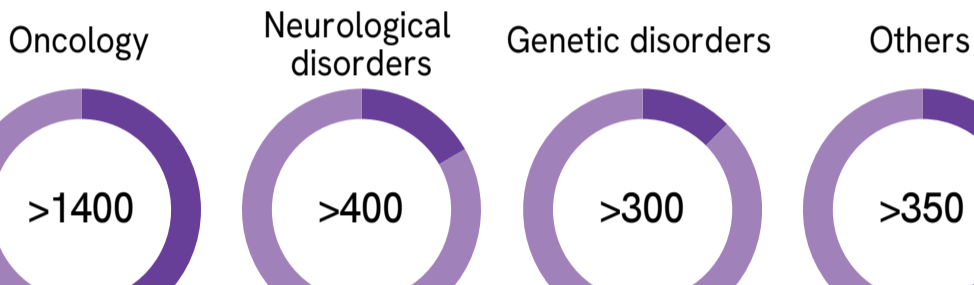 Oncology
Neurological
disorders
Genetic disorders
Others
>1400
>400
>300
>350